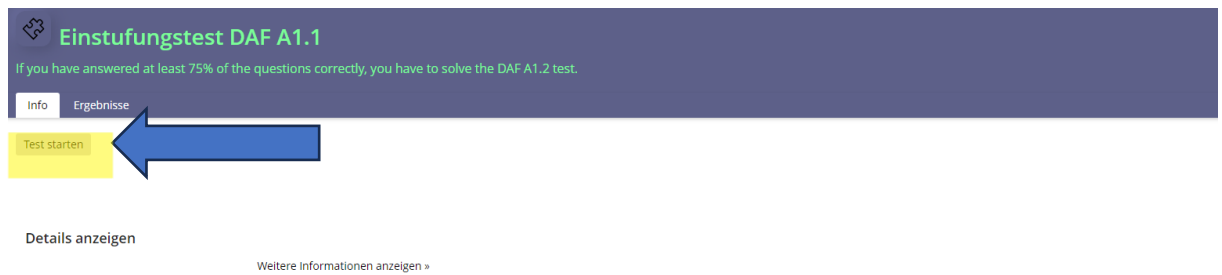 Einstufungstest DAF A1.1
If you have answered at least 75% of the questions correctly, you have to solve the DAF A1.2 test.
Info Ergebnisse
Test starten
Details anzeigen
Weitere Informationen anzeigen »